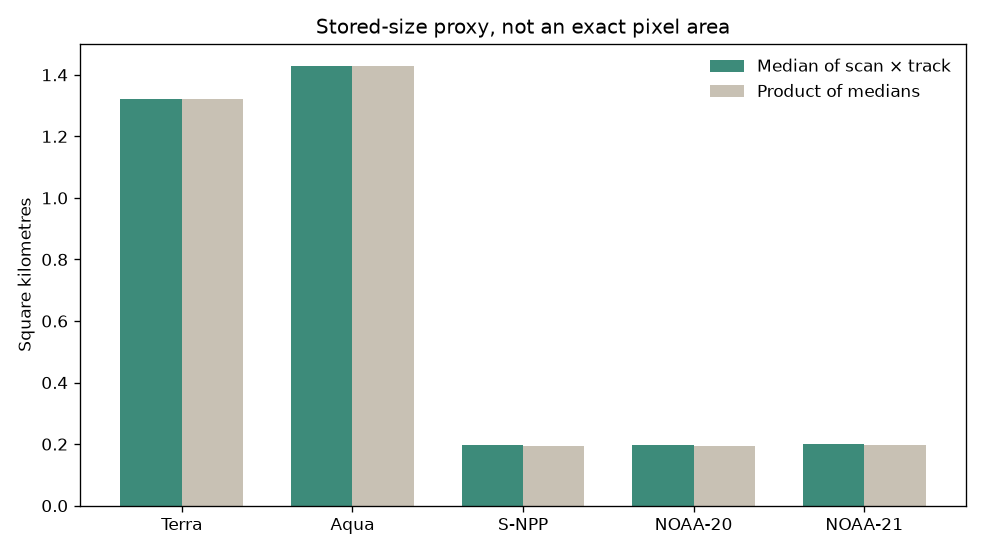 Stored-size proxy, not an exact pixel area
Median of scan × track
Product of medians
Square kilometres
1.4
1.2
1.0
0.8
0.6
0.4
0.2
0.0
Terra
Aqua
S-NPP
NOAA-20
NOAA-21